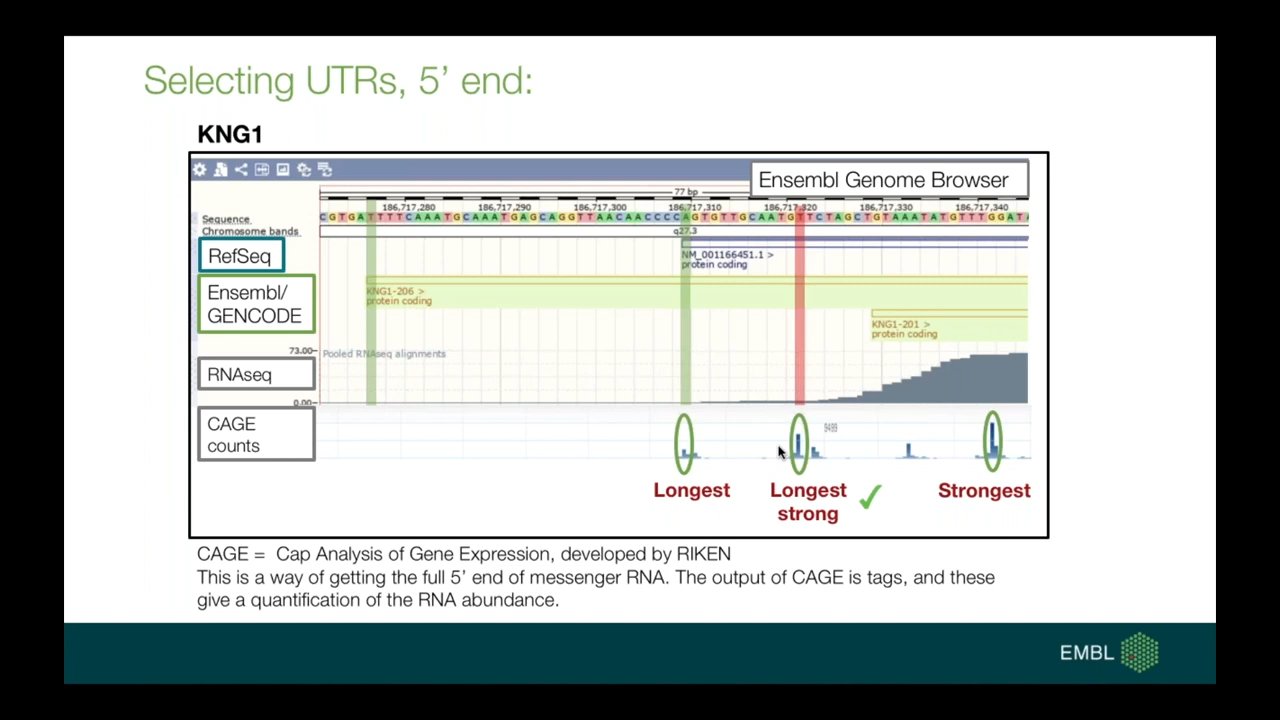 Selecting UTRs, 5’ end:
KNG1
Ensembl Genome Browser
77 bp
186,717,280 186,717,290 186,717,300 186,717,310 186,717,320 186,717,330 186,717,340
Sequence
CGTGATTTTCAAATGCAAATGAGCAGGTTAACAACCCCAGTGTTGCAATGTTCTAGCTGTAAATATGTTTGGATA
Chromosome bands
q27.3
RefSeq
NM_001166451.1 >
protein coding
Ensembl/
GENCODE
KNG1-206 >
protein coding
KNG1-201 >
protein coding
RNAseq
73.00
Pooled RNAseq alignments
0.00
CAGE
counts
9499
Longest
Longest
strong
Strongest
CAGE = Cap Analysis of Gene Expression, developed by RIKEN
This is a way of getting the full 5’ end of messenger RNA. The output of CAGE is tags, and these
give a quantification of the RNA abundance.
EMBL